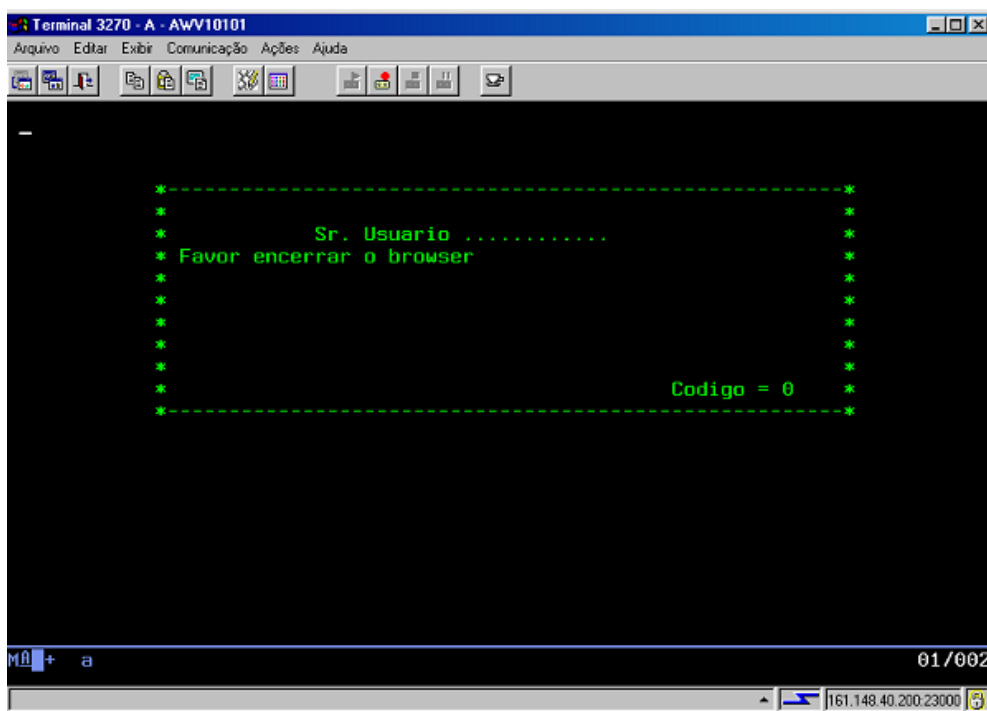 Terminal 3270 - A - AWV10101
Arquivo Editar Exibir Comunicação Ações Ajuda
*-------------------------------------------------------*
* *
* Sr. Usuario ............ *
* Favor encerrar o browser *
* *
* *
* *
* *
* *
* Codigo = 0 *
*-------------------------------------------------------*
MA + a 01/002
161.148.40.200:23000